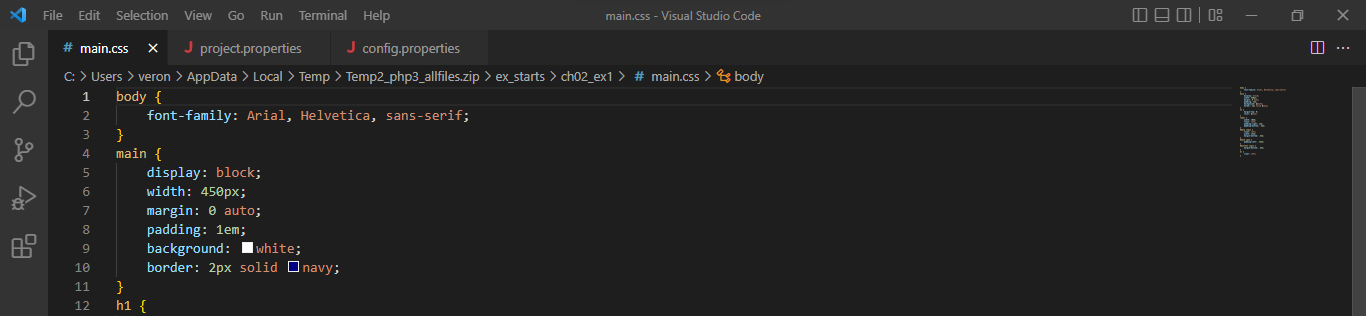 File Edit Selection View Go Run Terminal Help main.css - Visual Studio Code
# main.css J project.properties J config.properties
C: > Users > veron > AppData > Local > Temp > Temp2_php3_allfiles.zip > ex_starts > ch02_ex1 > # main.css > body
1 body {
2 font-family: Arial, Helvetica, sans-serif;
3 }
4 main {
5 display: block;
6 width: 450px;
7 margin: 0 auto;
8 padding: 1em;
9 background: white;
10 border: 2px solid navy;
11 }
12 h1 {